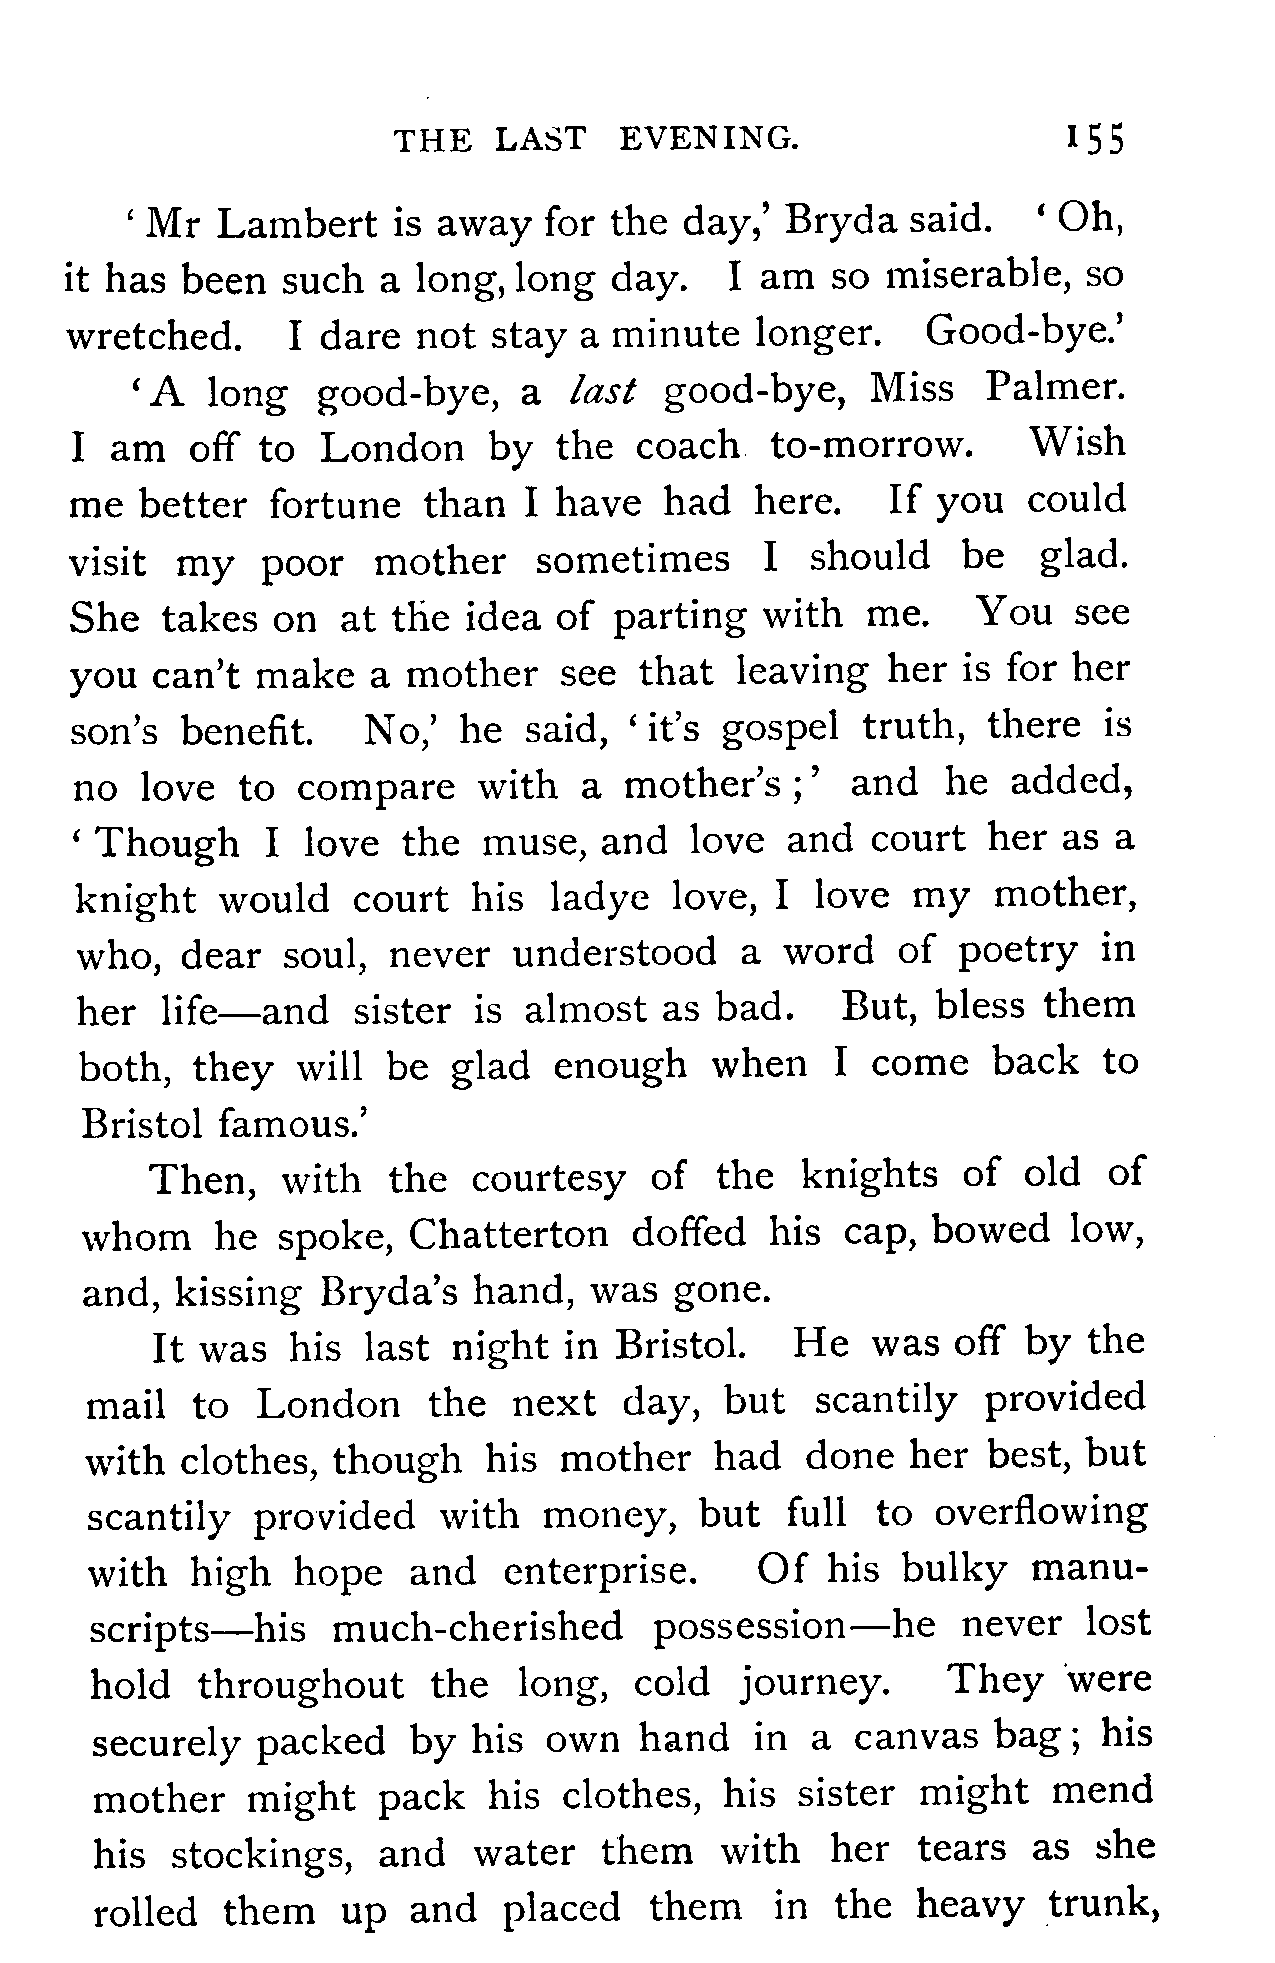 THE LAST EVENING. 155
‘ Mr Lambert is away for the day,’ Bryda said. ‘ Oh,
it has been such a long, long day. I am so miserable, so
wretched. I dare not stay a minute longer. Good-bye.’
‘ A long good-bye, a last good-bye, Miss Palmer.
I am off to London by the coach to-morrow. Wish
me better fortune than I have had here. If you could
visit my poor mother sometimes I should be glad.
She takes on at the idea of parting with me. You see
you can’t make a mother see that leaving her is for her
son’s benefit. No,’ he said, ‘ it’s gospel truth, there is
no love to compare with a mother’s ; ’ and he added,
‘ Though I love the muse, and love and court her as a
knight would court his ladye love, I love my mother,
who, dear soul, never understood a word of poetry in
her life—and sister is almost as bad. But, bless them
both, they will be glad enough when I come back to
Bristol famous.’
Then, with the courtesy of the knights of old of
whom he spoke, Chatterton doffed his cap, bowed low,
and, kissing Bryda’s hand, was gone.
It was his last night in Bristol. He was off by the
mail to London the next day, but scantily provided
with clothes, though his mother had done her best, but
scantily provided with money, but full to overflowing
with high hope and enterprise. Of his bulky manu-
scripts—his much-cherished possession—he never lost
hold throughout the long, cold journey. They were
securely packed by his own hand in a canvas bag ; his
mother might pack his clothes, his sister might mend
his stockings, and water them with her tears as she
rolled them up and placed them in the heavy trunk,